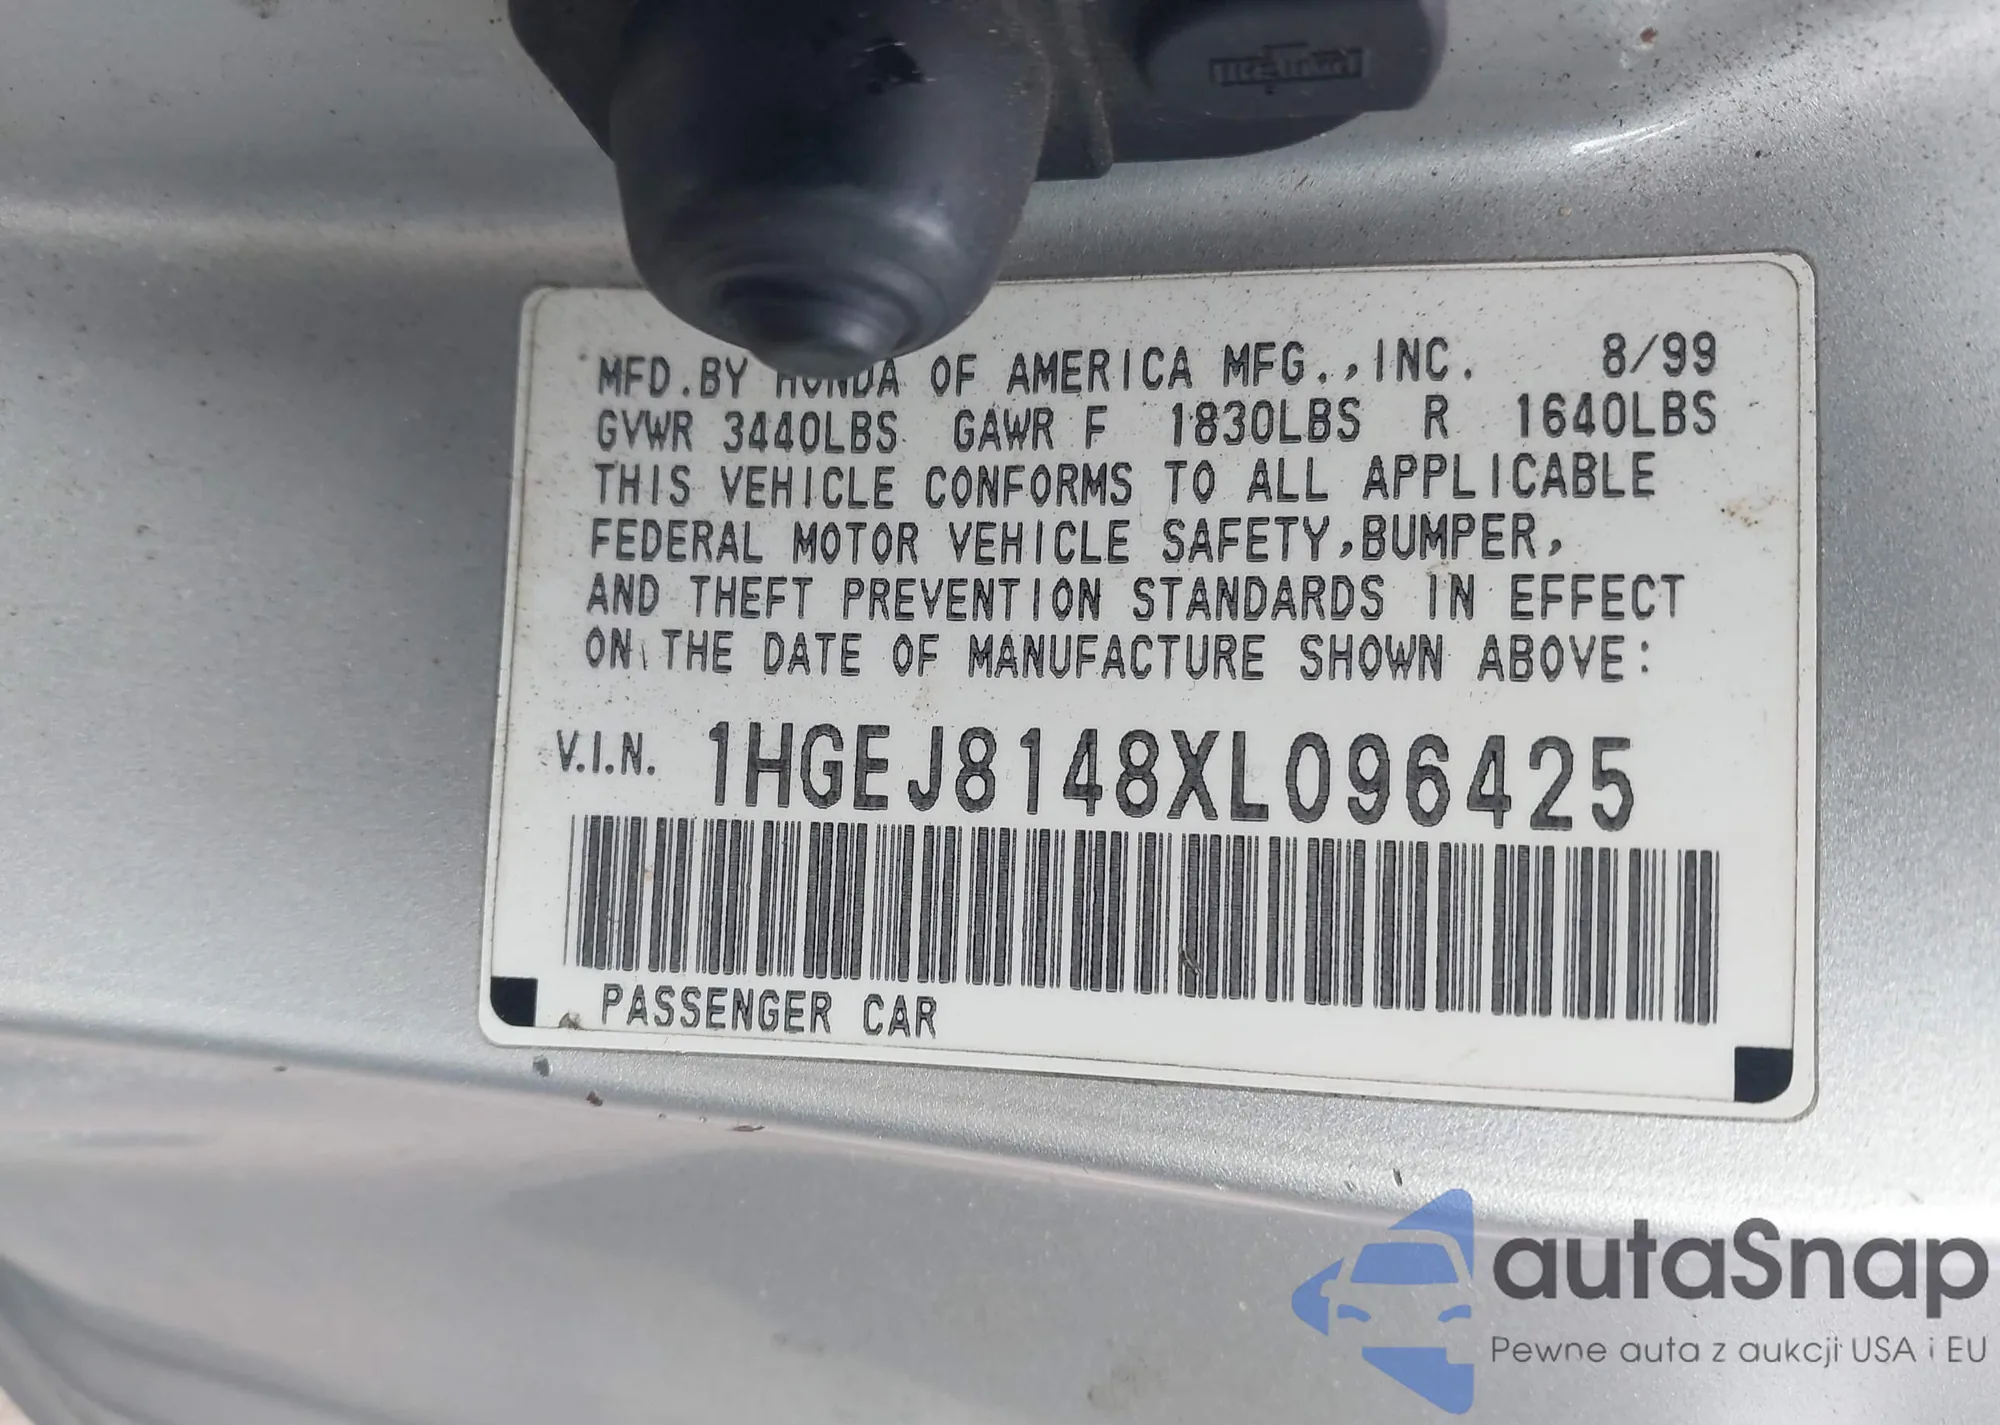 MFD.BY HONDA OF AMERICA MFG.,INC. 8/99
GVWR 3440LBS GAWR F 1830LBS R 1640LBS
THIS VEHICLE CONFORMS TO ALL APPLICABLE
FEDERAL MOTOR VEHICLE SAFETY,BUMPER,
AND THEFT PREVENTION STANDARDS IN EFFECT
ON THE DATE OF MANUFACTURE SHOWN ABOVE:
V.I.N. 1HGEJ8148XL096425
PASSENGER CAR
autaSnap
Pewne auta z aukcji USA i EU